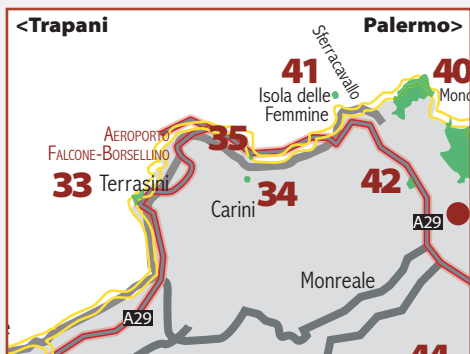 <Trapani
Palermo>
Sferracavallo
41
40
Isola delle
Femmine
AEROPORTO
FALCONE-BORSELLINO
35
33 Terrasini
34
Carini
42
A29
Monreale
A29